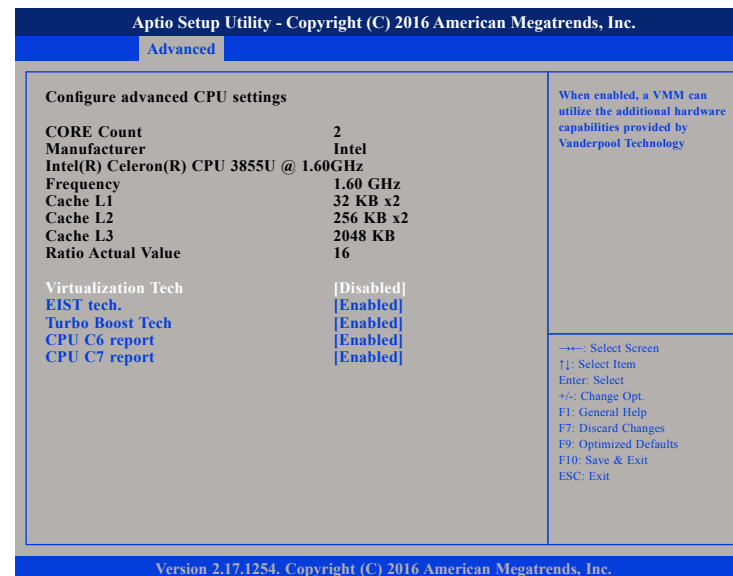 Aptio Setup Utility - Copyright (C) 2016 American Megatrends, Inc.
Advanced
Configure advanced CPU settings
CORE Count 2
Manufacturer Intel
Intel(R) Celeron(R) CPU 3855U @ 1.60GHz
Frequency 1.60 GHz
Cache L1 32 KB x2
Cache L2 256 KB x2
Cache L3 2048 KB
Ratio Actual Value 16
Virtualization Tech [Disabled]
EIST tech. [Enabled]
Turbo Boost Tech [Enabled]
CPU C6 report [Enabled]
CPU C7 report [Enabled]
When enabled, a VMM can
utilize the additional hardware
capabilities provided by
Vanderpool Technology
→←: Select Screen
↑↓: Select Item
Enter: Select
+/-: Change Opt.
F1: General Help
F7: Discard Changes
F9: Optimized Defaults
F10: Save & Exit
ESC: Exit
Version 2.17.1254. Copyright (C) 2016 American Megatrends, Inc.